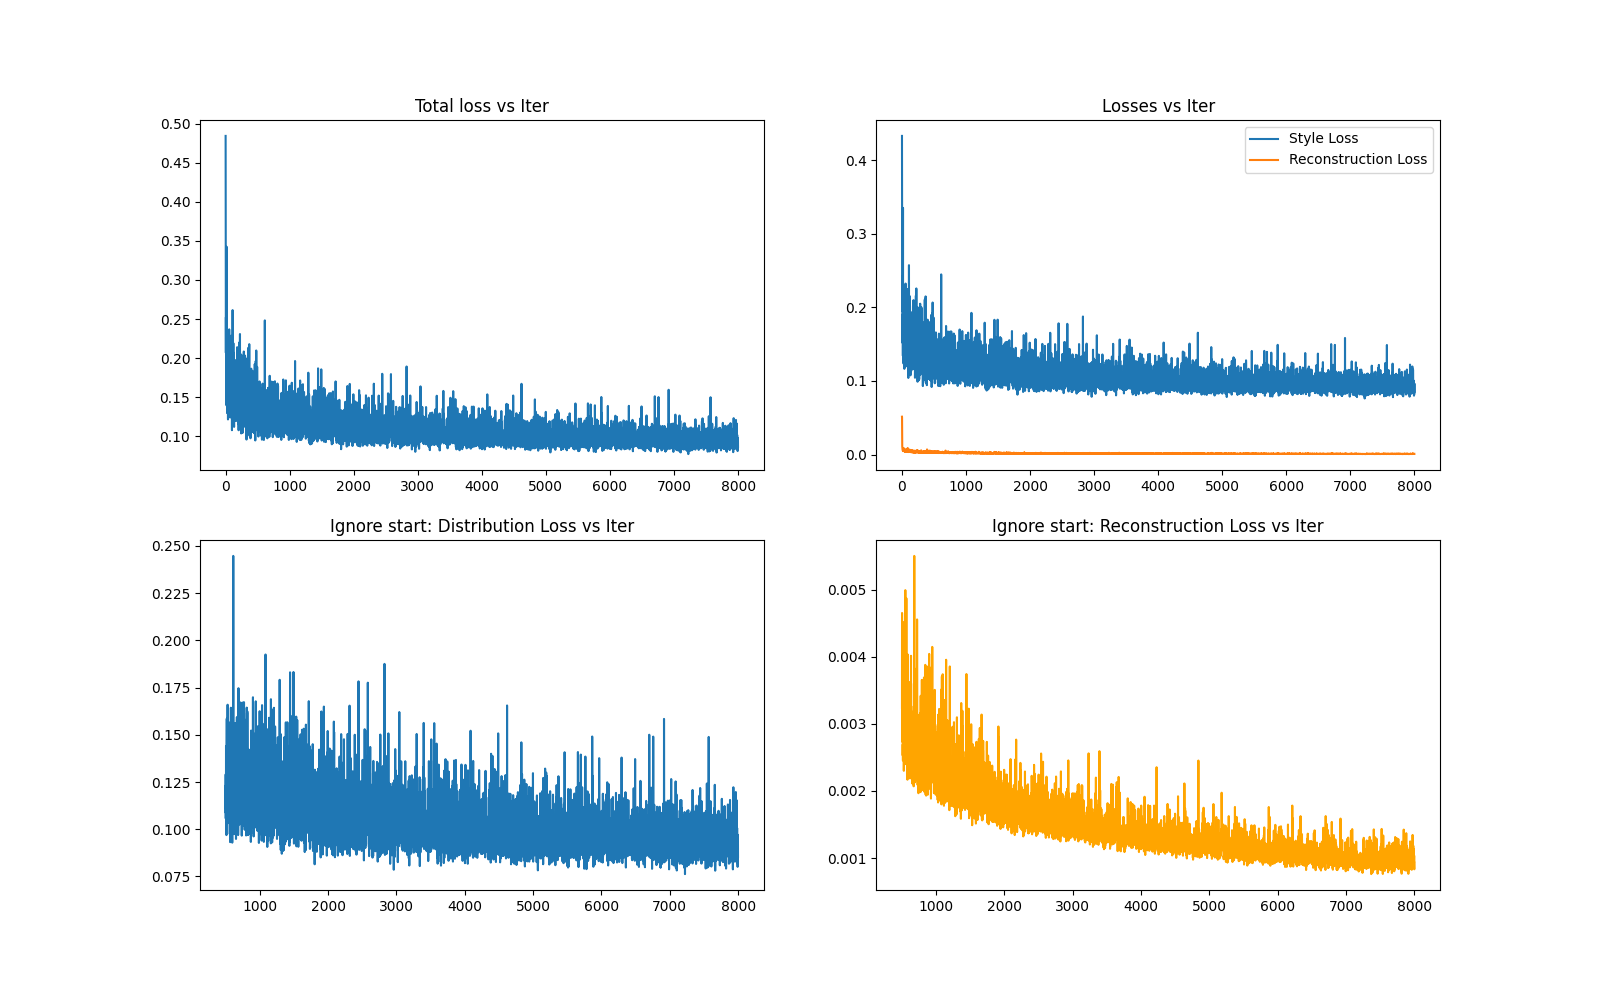 Total loss vs Iter
0.50
0.45
0.40
0.35
0.30
0.25
0.20
0.15
0.10
0 1000 2000 3000 4000 5000 6000 7000 8000
Losses vs Iter
Style Loss
Reconstruction Loss
0.4
0.3
0.2
0.1
0.0
0 1000 2000 3000 4000 5000 6000 7000 8000
Ignore start: Distribution Loss vs Iter
0.250
0.225
0.200
0.175
0.150
0.125
0.100
0.075
1000 2000 3000 4000 5000 6000 7000 8000
Ignore start: Reconstruction Loss vs Iter
0.005
0.004
0.003
0.002
0.001
1000 2000 3000 4000 5000 6000 7000 8000